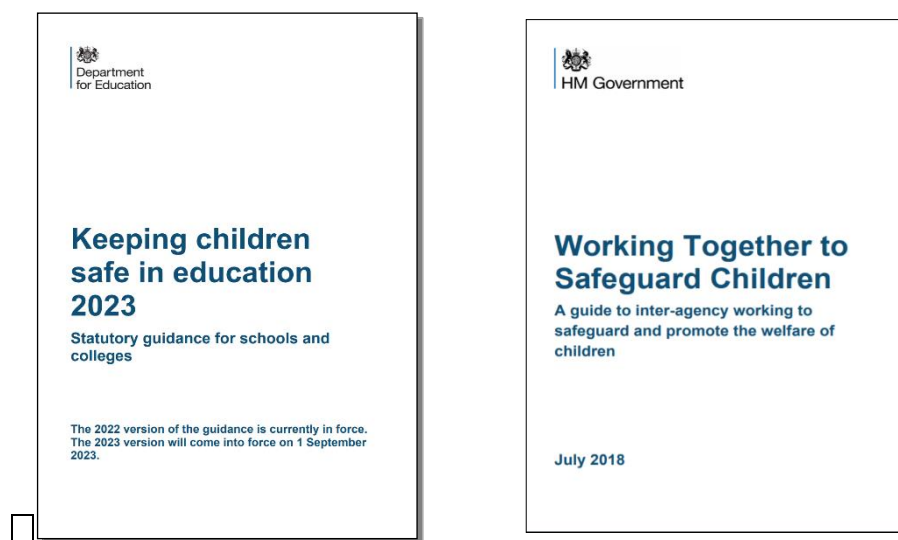 Department
for Education
Keeping children
safe in education
2023
Statutory guidance for schools and
colleges
The 2022 version of the guidance is currently in force.
The 2023 version will come into force on 1 September
2023.
HM Government
Working Together to
Safeguard Children
A guide to inter-agency working to
safeguard and promote the welfare of
children
July 2018